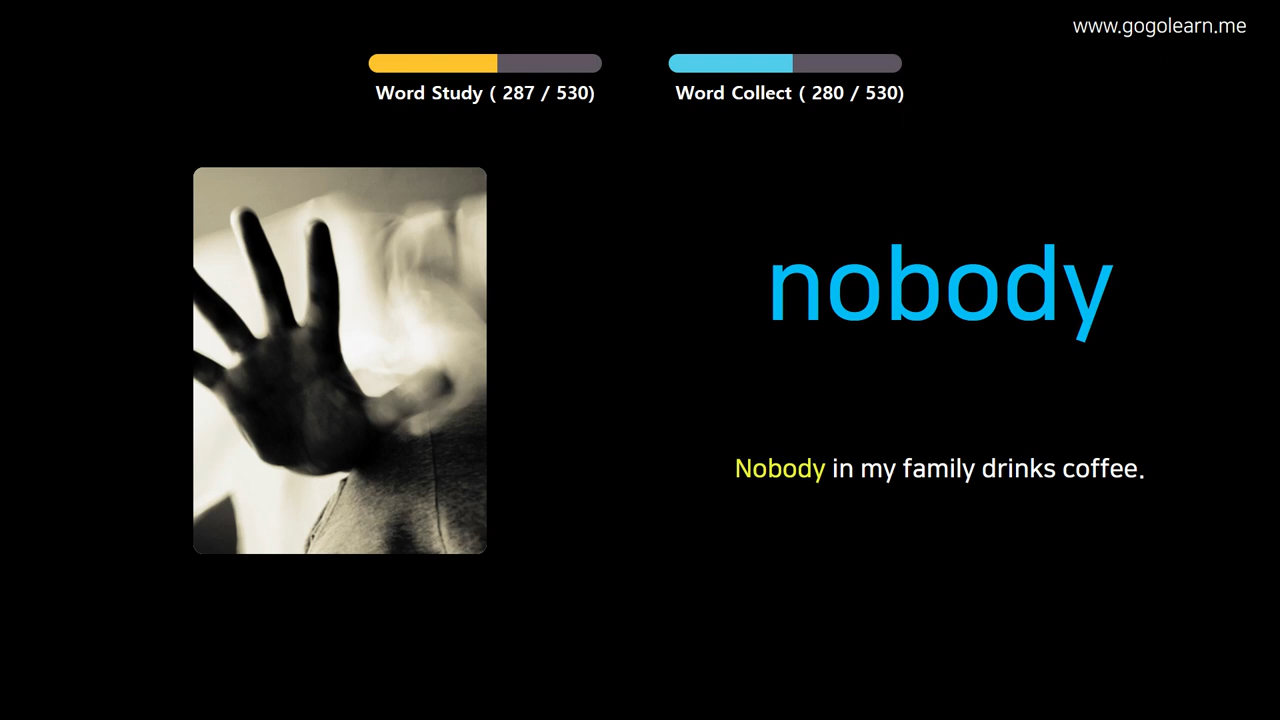 www.gogolearn.me
Word Study ( 287 / 530)
Word Collect ( 280 / 530)
nobody
Nobody in my family drinks coffee.